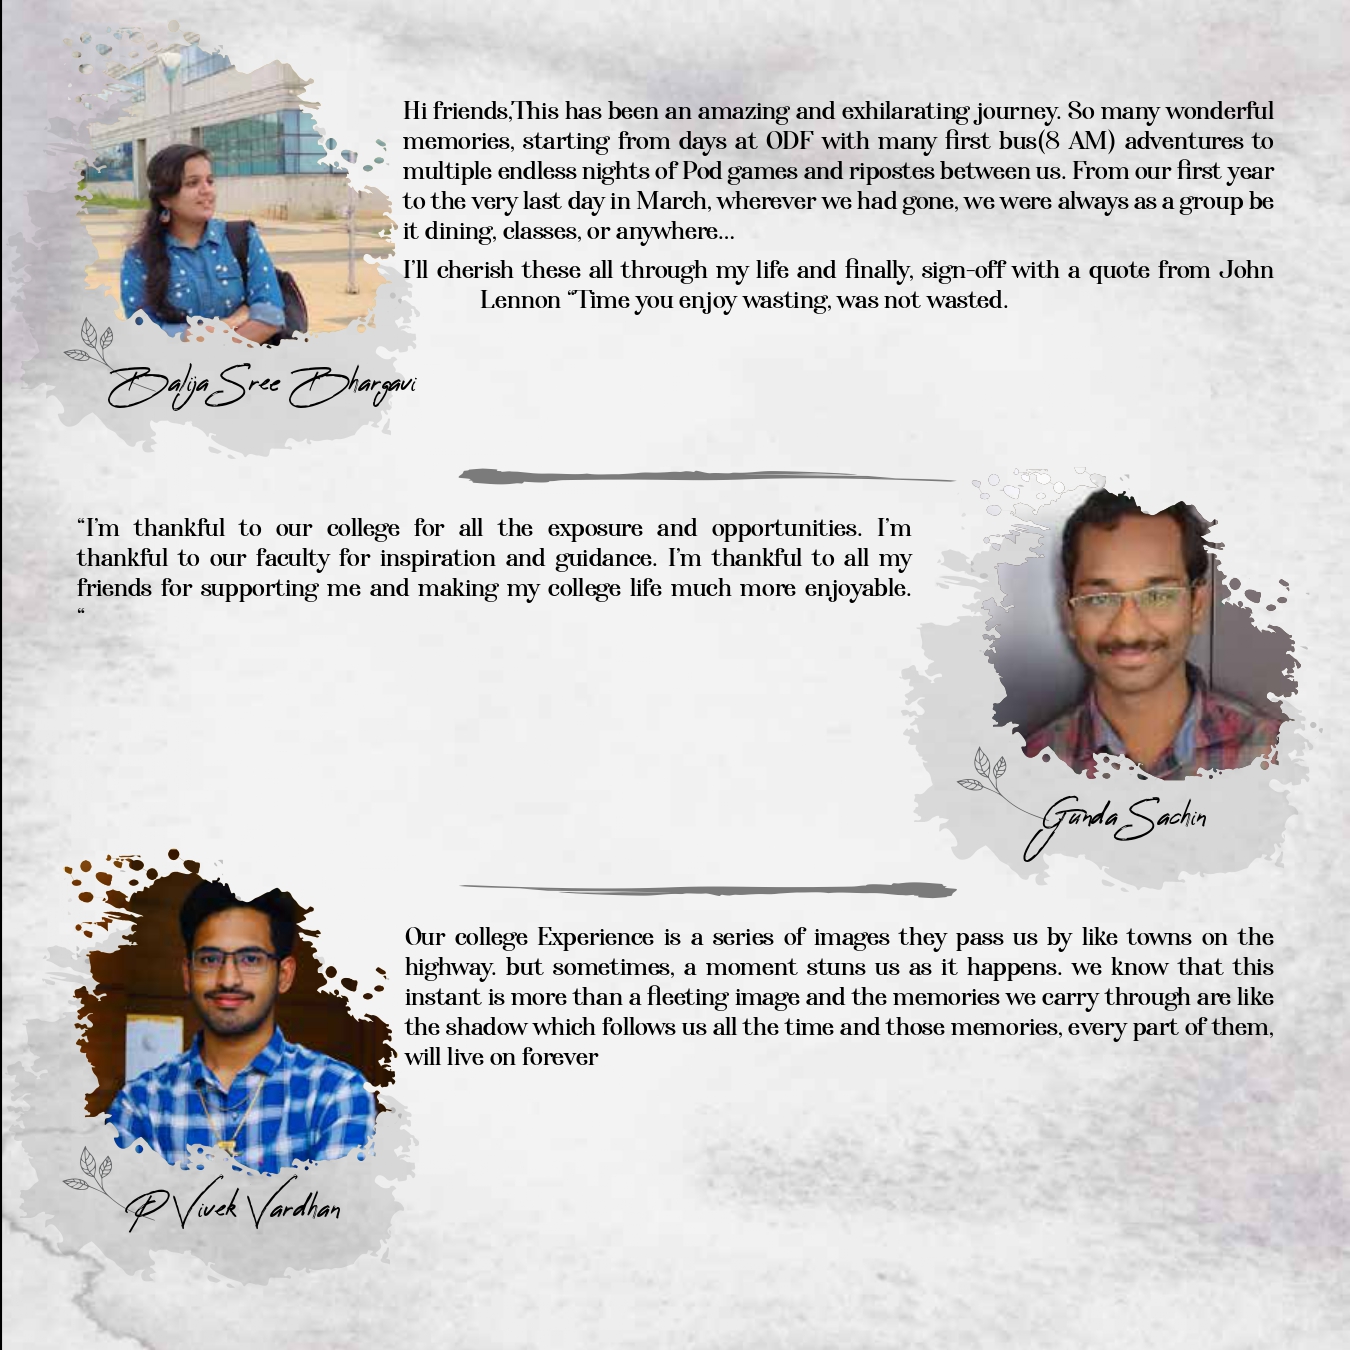 Hi friends,This has been an amazing and exhilarating journey. So many wonderful
memories, starting from days at ODF with many first bus(8 AM) adventures to
multiple endless nights of Pod games and ripostes between us. From our first year
to the very last day in March, wherever we had gone, we were always as a group be
it dining, classes, or anywhere...
I'll cherish these all through my life and finally, sign-off with a quote from John
Lennon “Time you enjoy wasting, was not wasted.
Balija Sree Bhargavi
“I'm thankful to our college for all the exposure and opportunities. I'm
thankful to our faculty for inspiration and guidance. I'm thankful to all my
friends for supporting me and making my college life much more enjoyable.
“
Gunda Sachin
Our college Experience is a series of images they pass us by like towns on the
highway. but sometimes, a moment stuns us as it happens. we know that this
instant is more than a fleeting image and the memories we carry through are like
the shadow which follows us all the time and those memories, every part of them,
will live on forever
P Vivek Vardhan